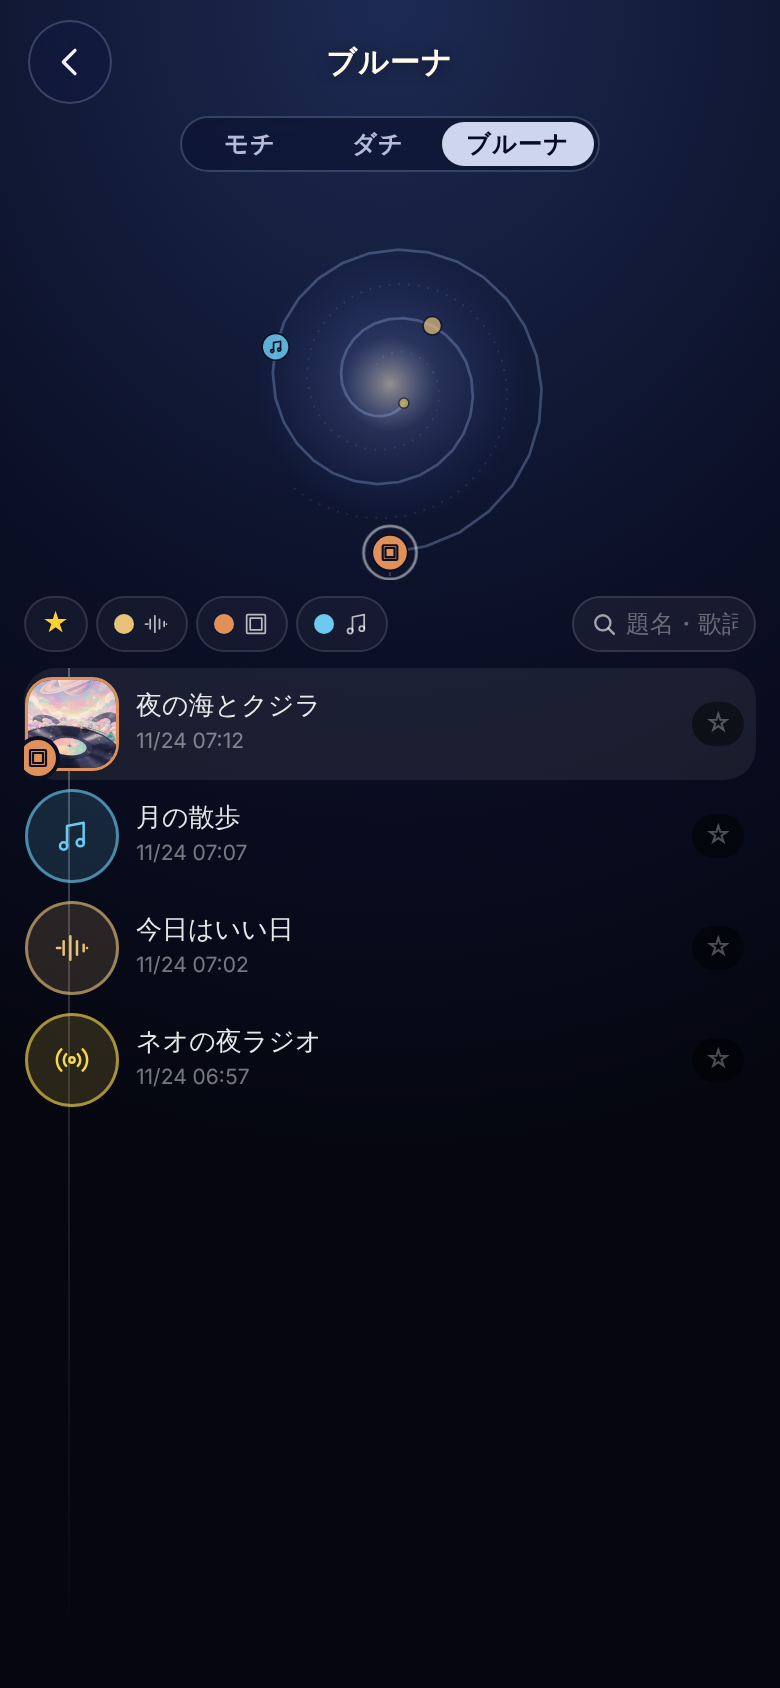 ブルーナ
モチ ダチ ブルーナ
題名・歌詞
夜の海とクジラ
11/24 07:12
月の散歩
11/24 07:07
今日はいい日
11/24 07:02
ネオの夜ラジオ
11/24 06:57